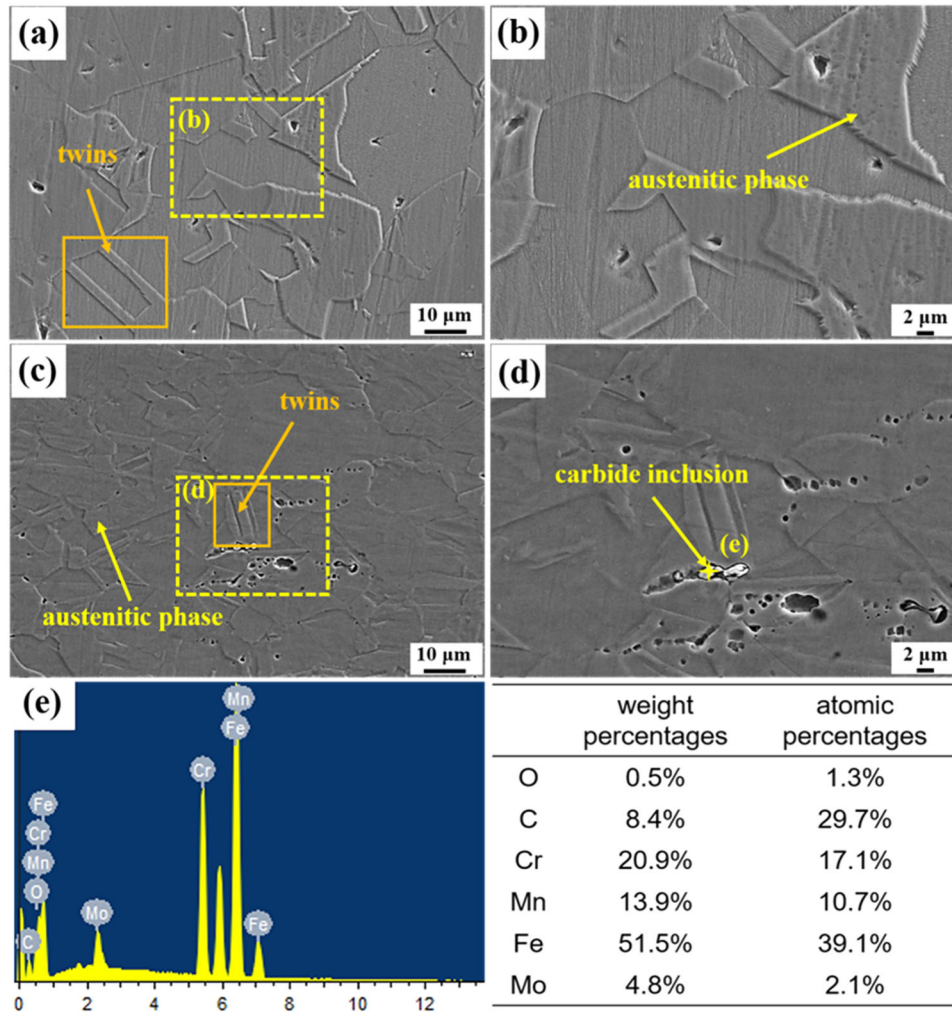 (a)
(b)
twins
10 μm
(b)
austenitic phase
2 μm
(c)
twins
(d)
austenitic phase
10 μm
(d)
carbide inclusion
(e)
2 μm
(e)
Mn
Fe
Cr
Fe
Cr
Mn
O
C
Mo
Fe
0 2 4 6 8 10 12
weight percentages
atomic percentages
O 0.5% 1.3%
C 8.4% 29.7%
Cr 20.9% 17.1%
Mn 13.9% 10.7%
Fe 51.5% 39.1%
Mo 4.8% 2.1%